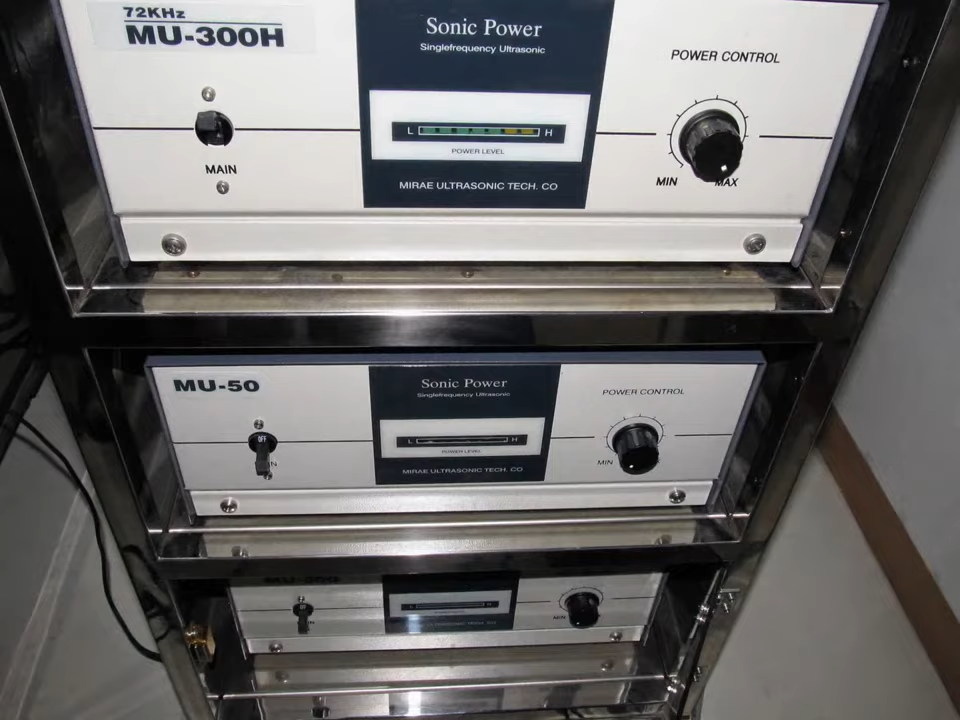 72KHz
MU-300H
Sonic Power
Singlefrequency Ultrasonic
POWER CONTROL
L H
POWER LEVEL
MAIN
MIN MAX
MIRAE ULTRASONIC TECH. CO
MU-50
Sonic Power
Singlefrequency Ultrasonic
POWER CONTROL
OFF
L H
POWER LEVEL
MIN
MIRAE ULTRASONIC TECH. CO
L H
MIN